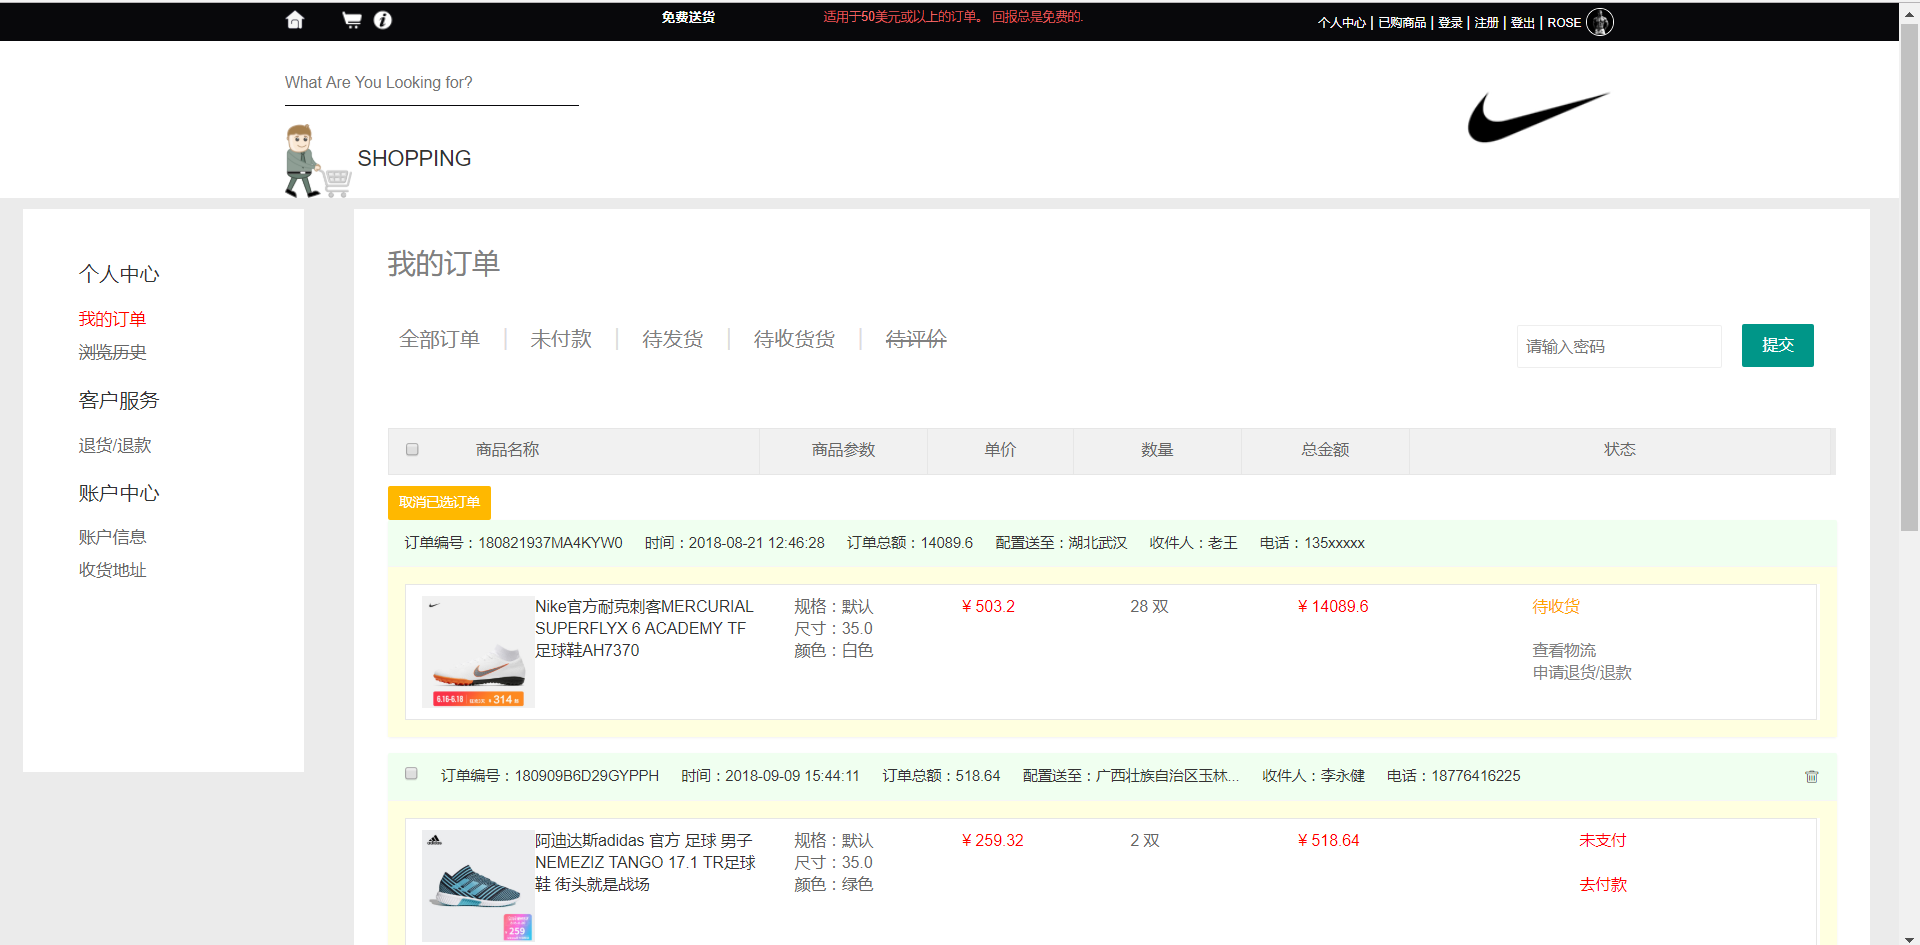 免费送货
适用于50美元或以上的订单。 回报总是免费的.
个人中心 | 已购商品 | 登录 | 注册 | 登出 | ROSE
What Are You Looking for?
SHOPPING
个人中心
我的订单
浏览历史
客户服务
退货/退款
账户中心
账户信息
收货地址
我的订单
全部订单 | 未付款 | 待发货 | 待收货货 | 待评价
请输入密码
提交
商品名称 商品参数 单价 数量 总金额 状态
取消已选订单
订单编号：180821937MA4KYW0 时间：2018-08-21 12:46:28 订单总额：14089.6 配置送至：湖北武汉 收件人：老王 电话：135xxxxx
Nike官方耐克刺客MERCURIAL
SUPERFLYX 6 ACADEMY TF
足球鞋AH7370
6.16-6.18
314
规格：默认
尺寸：35.0
颜色：白色
¥ 503.2
28 双
¥ 14089.6
待收货
查看物流
申请退货/退款
订单编号：180909B6D29GYPPH 时间：2018-09-09 15:44:11 订单总额：518.64 配置送至：广西壮族自治区玉林... 收件人：李永健 电话：18776416225
adidas
259
阿迪达斯adidas 官方 足球 男子
NEMEZIZ TANGO 17.1 TR足球
鞋 街头就是战场
规格：默认
尺寸：35.0
颜色：绿色
¥ 259.32
2 双
¥ 518.64
未支付
去付款